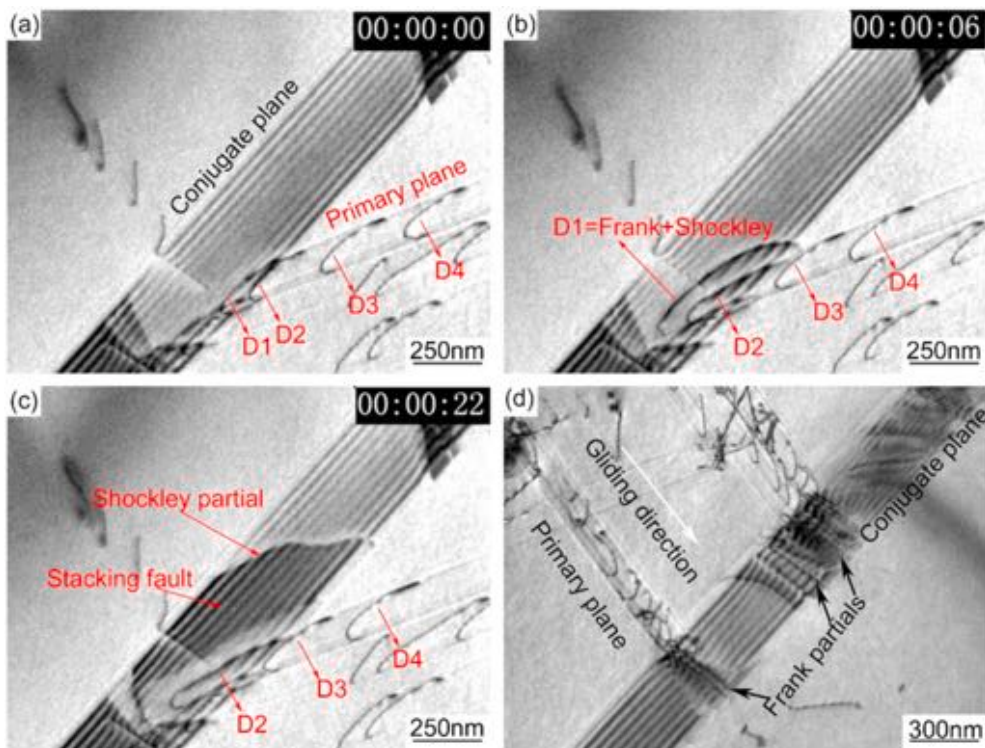 (a)
00:00:00
Conjugate plane
Primary plane
D4
D3
D1
D2
250nm
(b)
00:00:06
D1=Frank+Shockley
D4
D3
D2
250nm
(c)
00:00:22
Shockley partial
Stacking fault
D4
D3
D2
250nm
(d)
Gliding direction
Conjugate plane
Primary plane
Frank partials
300nm